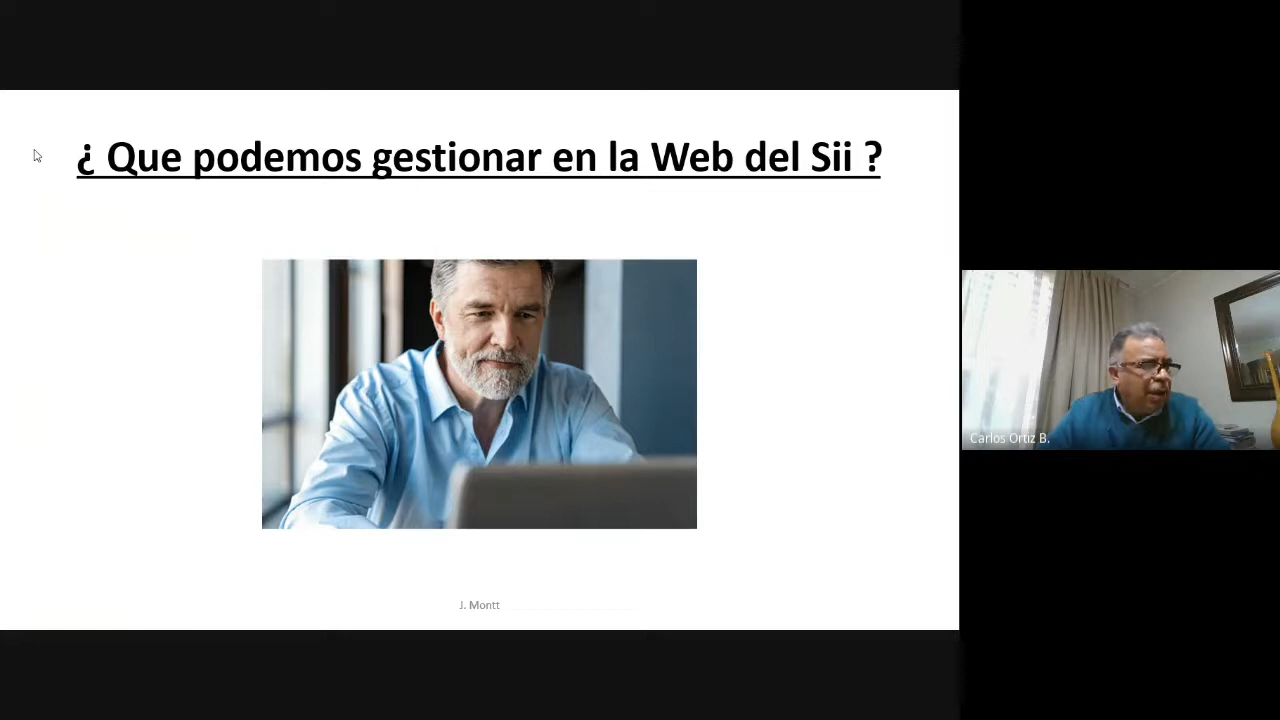 ¿ Que podemos gestionar en la Web del Sii ?
Carlos Ortiz B.
J. Montt